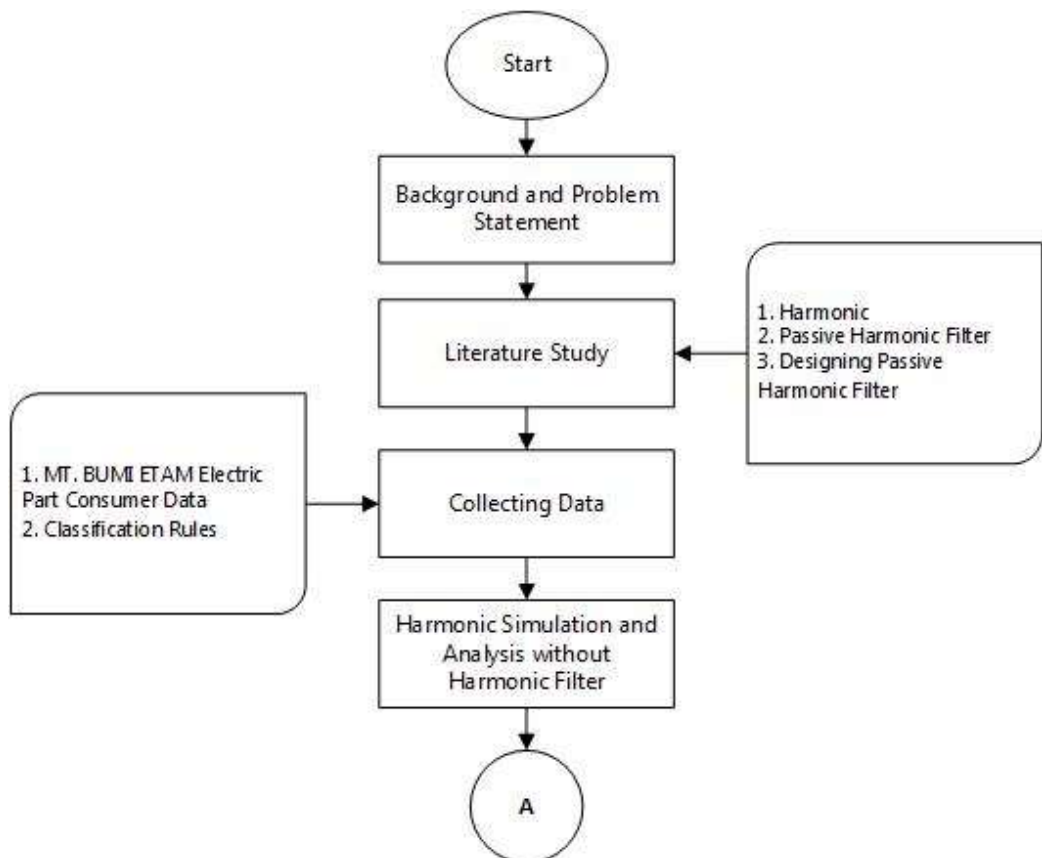 Start
Background and Problem
Statement
Literature Study
1. Harmonic
2. Passive Harmonic Filter
3. Designing Passive
Harmonic Filter
Collecting Data
1. MT. BUMI ETAM Electric
Part Consumer Data
2. Classification Rules
Harmonic Simulation and
Analysis without
Harmonic Filter
A